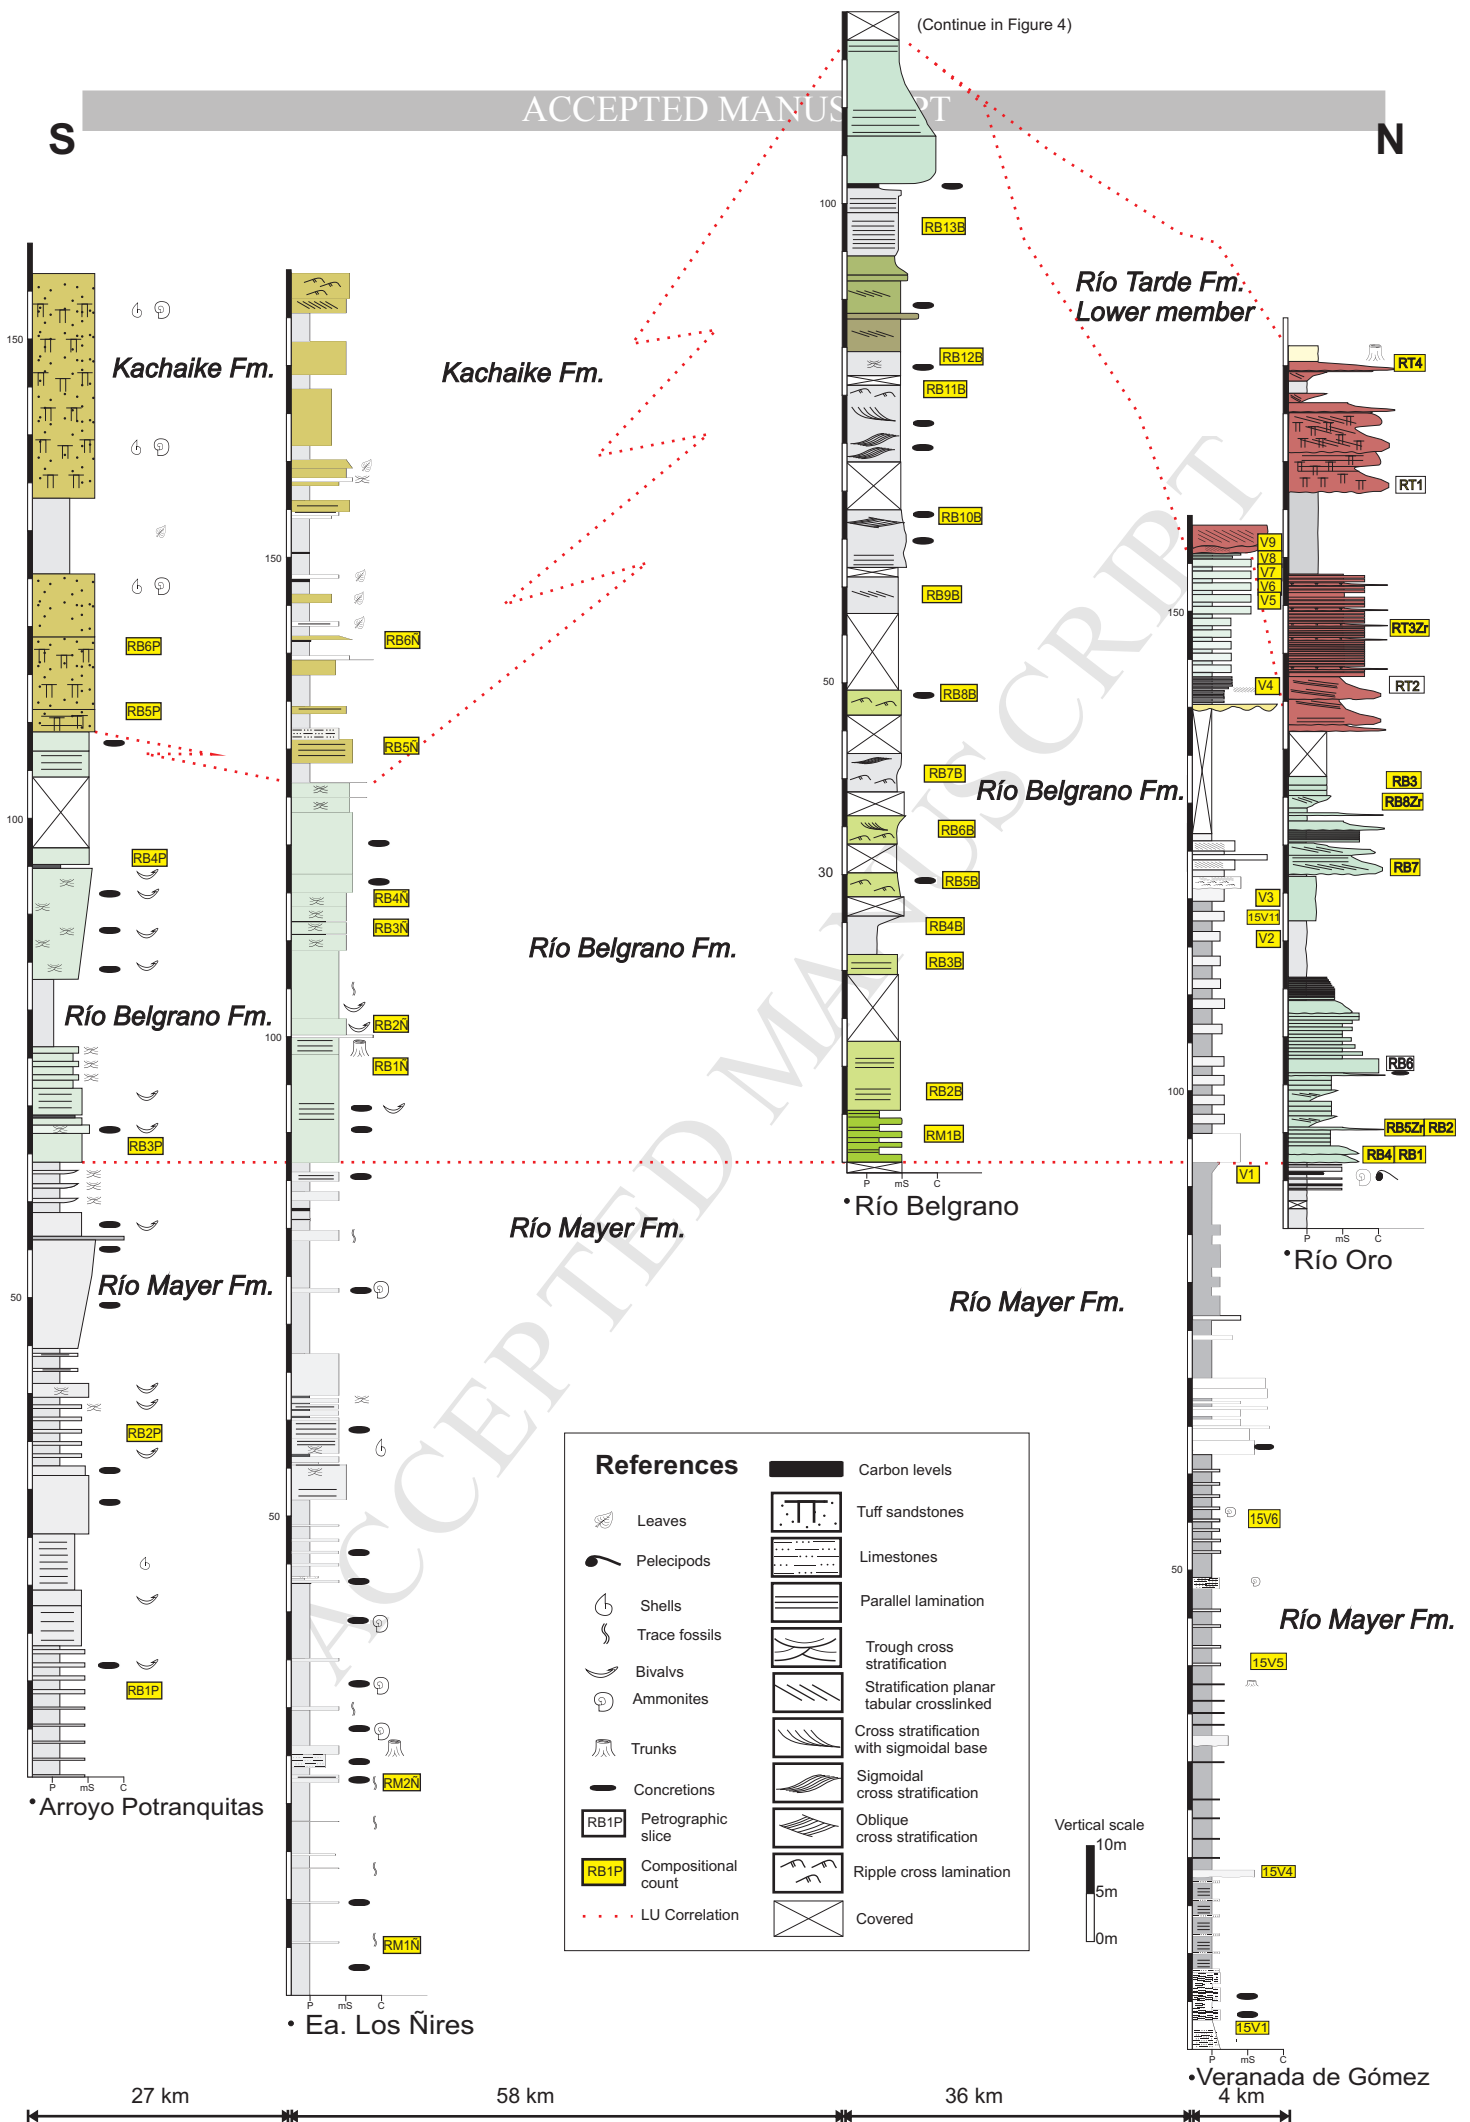 (Continue in Figure 4)
ACCEPTED MANUSCRIPT
S
N
100
RB13B
Río Tarde Fm.
Lower member
150
Kachaike Fm.
Kachaike Fm.
RB12B
RB11B
RT4
RT1
RB10B
150
RB9B
V9
V8
V7
V6
V5
150
RT3Zr
RB6P
RB6Ñ
RB5P
RB5Ñ
50
RB8B
V4
RT2
RB7B
Río Belgrano Fm.
RB3
RB8Zr
100
RB4P
RB6B
RB7
30
RB5B
RB4Ñ
RB3Ñ
RB4B
V3
15V11
V2
Río Belgrano Fm.
RB3B
Río Belgrano Fm.
RB2Ñ
100
RB1Ñ
RB6
100
RB2B
RM1B
RB3P
RB5Zr RB2
RB4 RB1
V1
P mS C
•Río Belgrano
Río Mayer Fm.
P mS C
•Río Oro
Río Mayer Fm.
50
Río Mayer Fm.
RB2P
50
15V6
50
Río Mayer Fm.
15V5
RB1P
P mS C
•Arroyo Potranquitas
RM2Ñ
15V4
RM1Ñ
P mS C
• Ea. Los Ñires
15V1
P mS C
•Veranada de Gómez
References
Leaves
Pelecipods
Shells
Trace fossils
Bivalvs
Ammonites
Trunks
Concretions
RB1P Petrographic
slice
RB1P Compositional
count
LU Correlation
Carbon levels
Tuff sandstones
Limestones
Parallel lamination
Trough cross
stratification
Stratification planar
tabular crosslinked
Cross stratification
with sigmoidal base
Sigmoidal
cross stratification
Oblique
cross stratification
Ripple cross lamination
Covered
Vertical scale
10m
5m
0m
27 km
58 km
36 km
4 km
ACCEPTED MANUSCRIPT